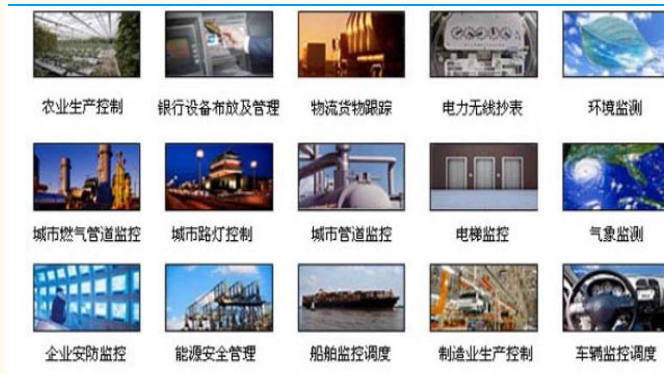 农业生产控制
银行设备布放及管理
物流货物跟踪
电力无线抄表
环境监测
城市燃气管道监控
城市路灯控制
城市管道监控
电梯监控
气象监测
企业安防监控
能源安全管理
船舶监控调度
制造业生产控制
车辆监控调度